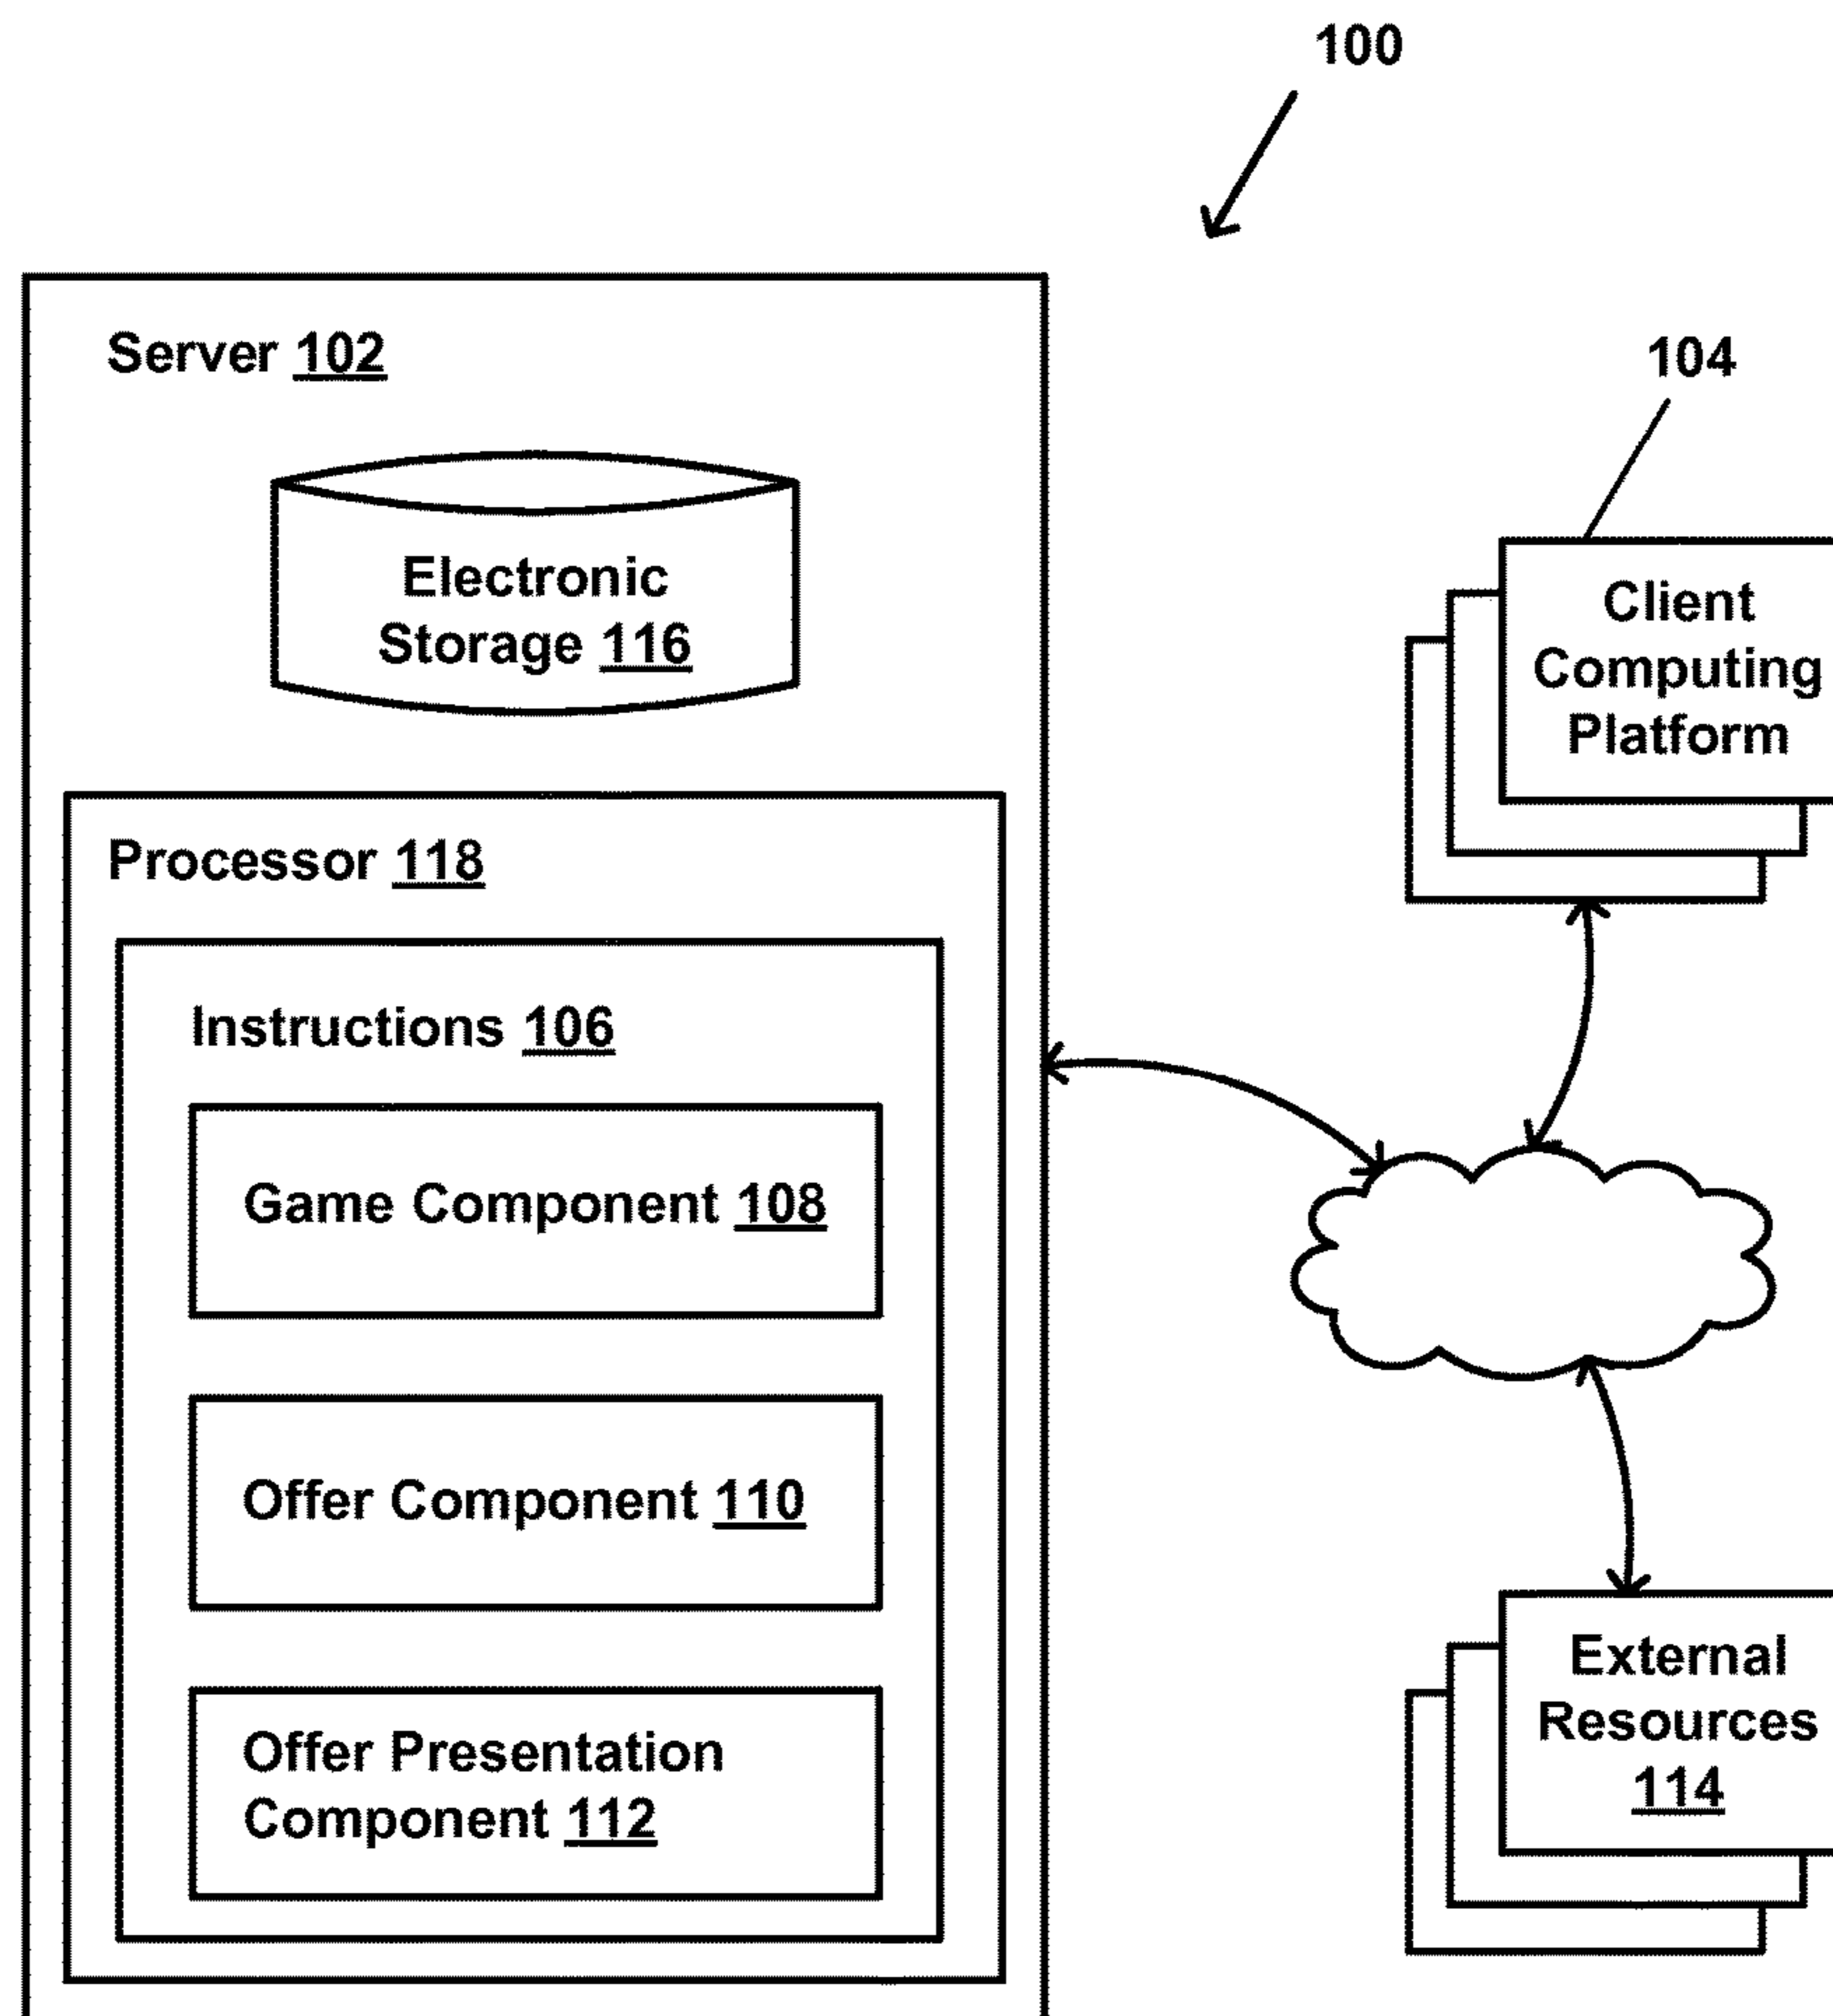 100
Server 102
104
Electronic
Storage 116
Client
Computing
Platform
Processor 118
Instructions 106
Game Component 108
Offer Component 110
Offer Presentation
Component 112
External
Resources
114